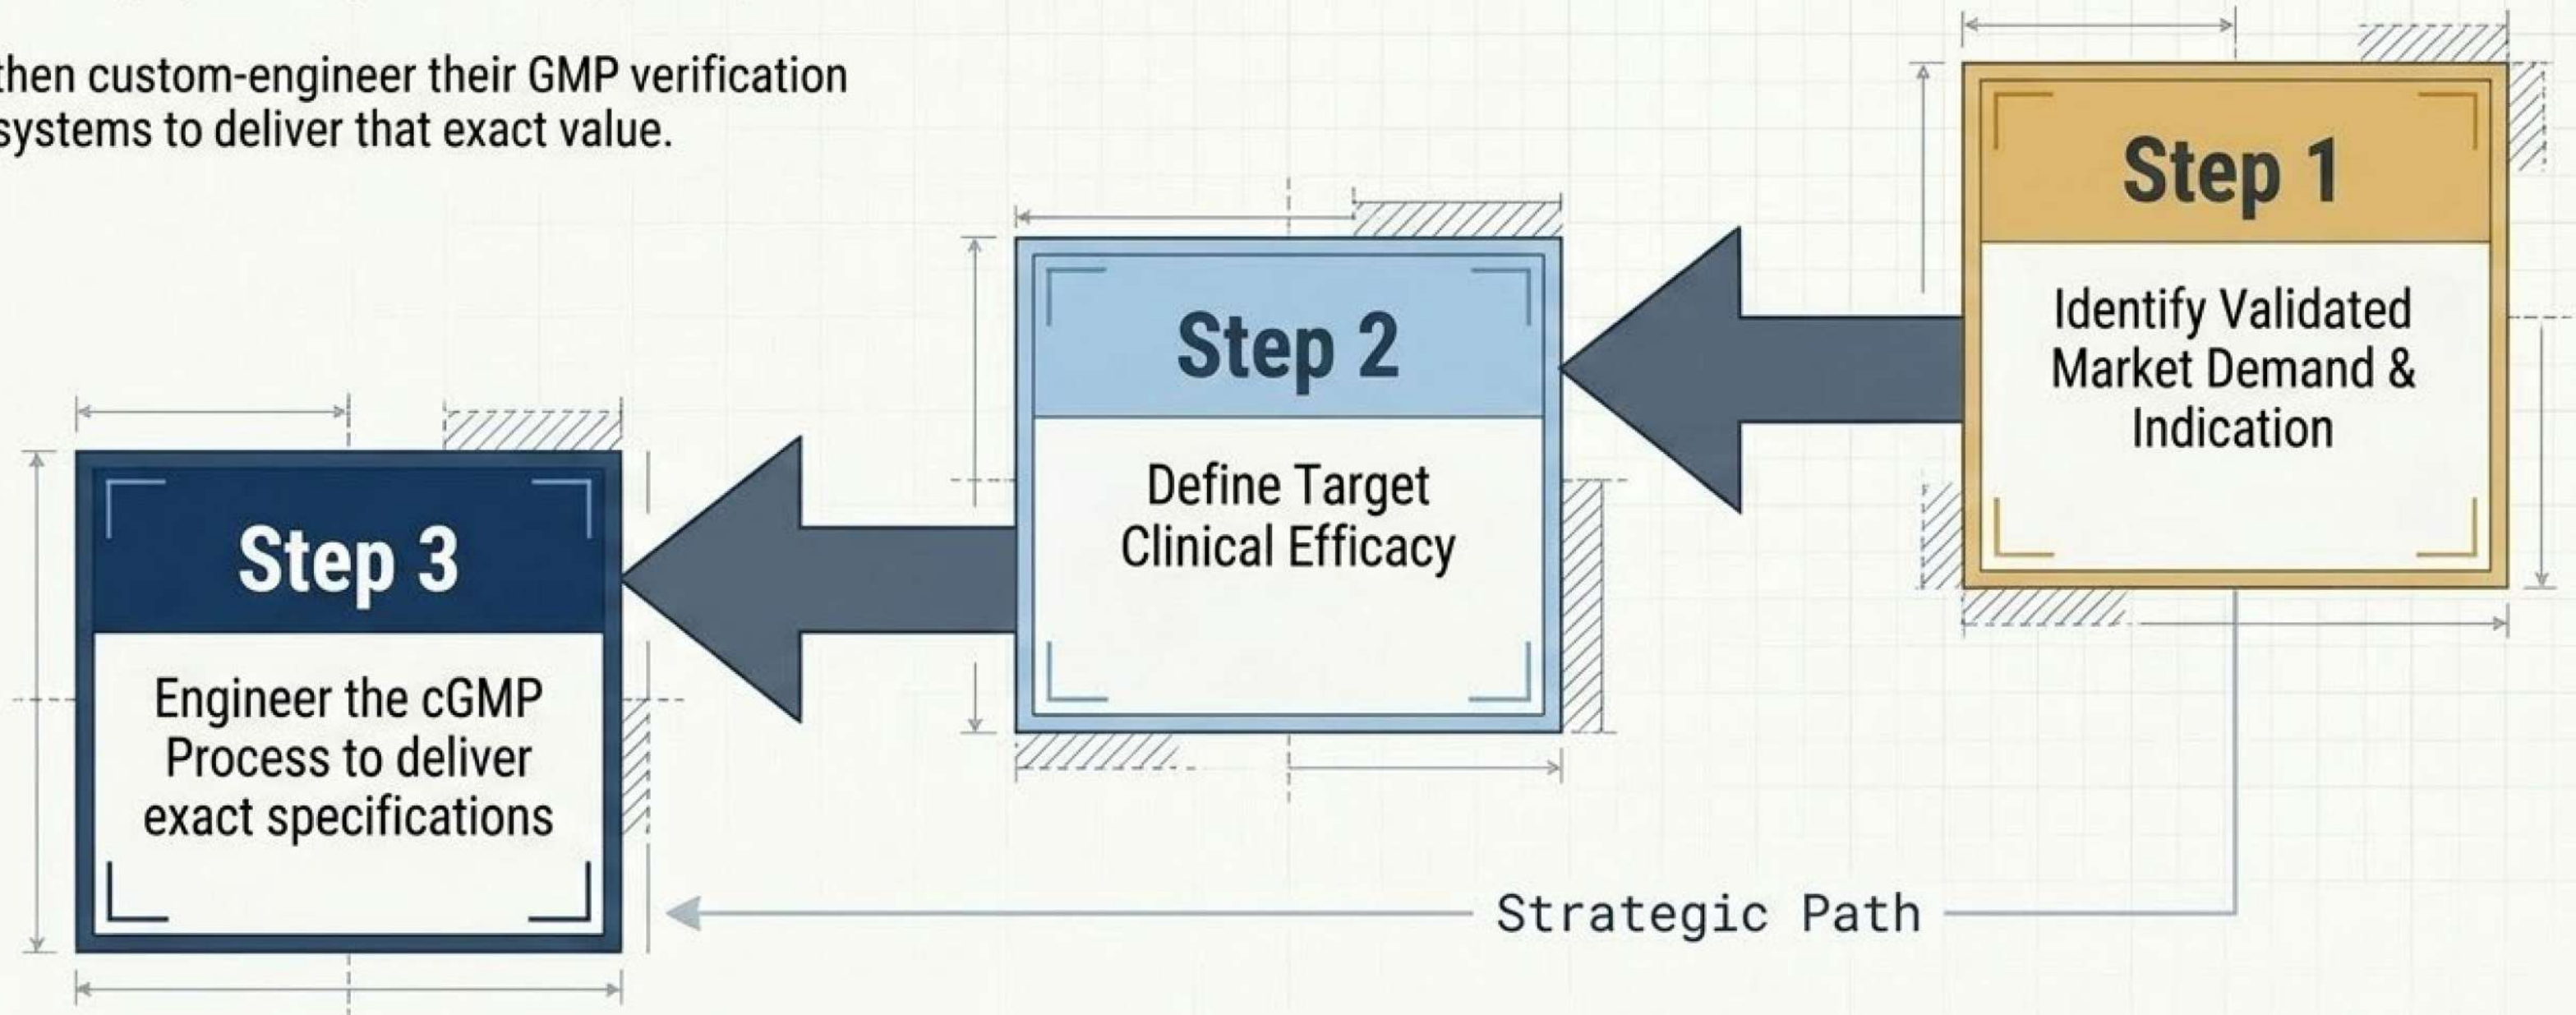 then custom-engineer their GMP verification
systems to deliver that exact value.
Step 1
Identify Validated
Market Demand &
Indication
Step 2
Define Target
Clinical Efficacy
Step 3
Engineer the cGMP
Process to deliver
exact specifications
Strategic Path